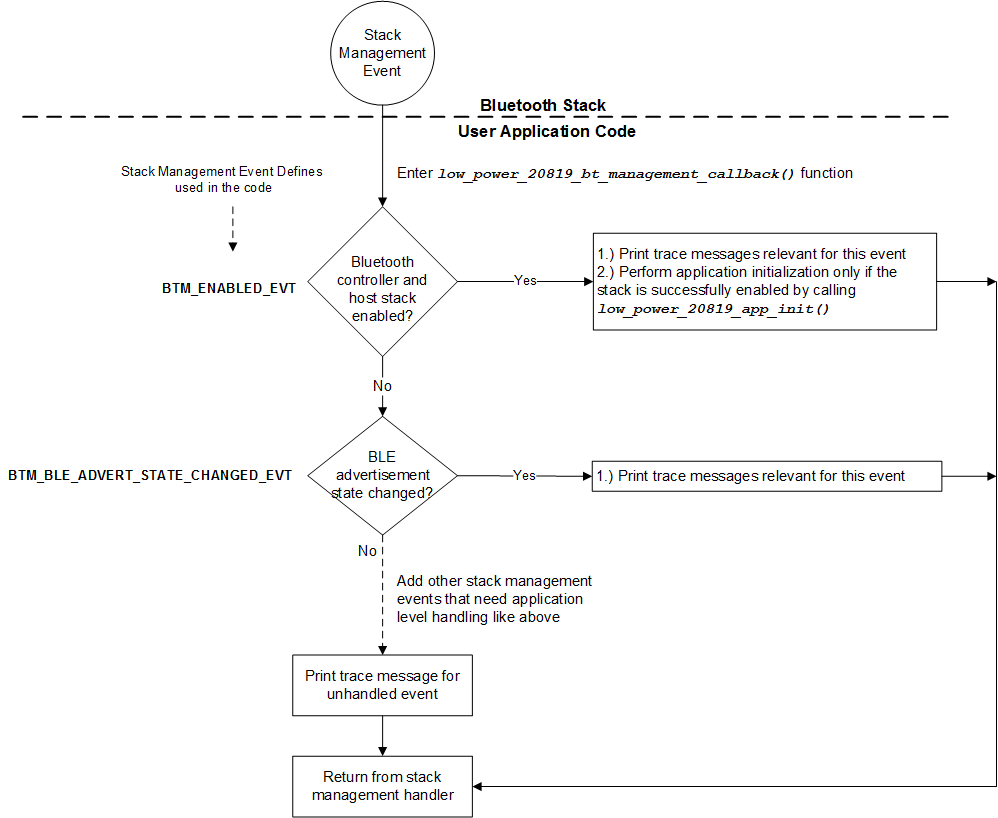 Stack
Management
Event
Bluetooth Stack
User Application Code
Stack Management Event Defines
used in the code
Enter low_power_20819_bt_management_callback() function
BTM_ENABLED_EVT
Bluetooth
controller and
host stack
enabled?
Yes
1.) Print trace messages relevant for this event
2.) Perform application initialization only if the
stack is successfully enabled by calling
low_power_20819_app_init()
No
BTM_BLE_ADVERT_STATE_CHANGED_EVT
BLE
advertisement
state changed?
Yes
1.) Print trace messages relevant for this event
No
Add other stack management
events that need application
level handling like above
Print trace message for
unhandled event
Return from stack
management handler